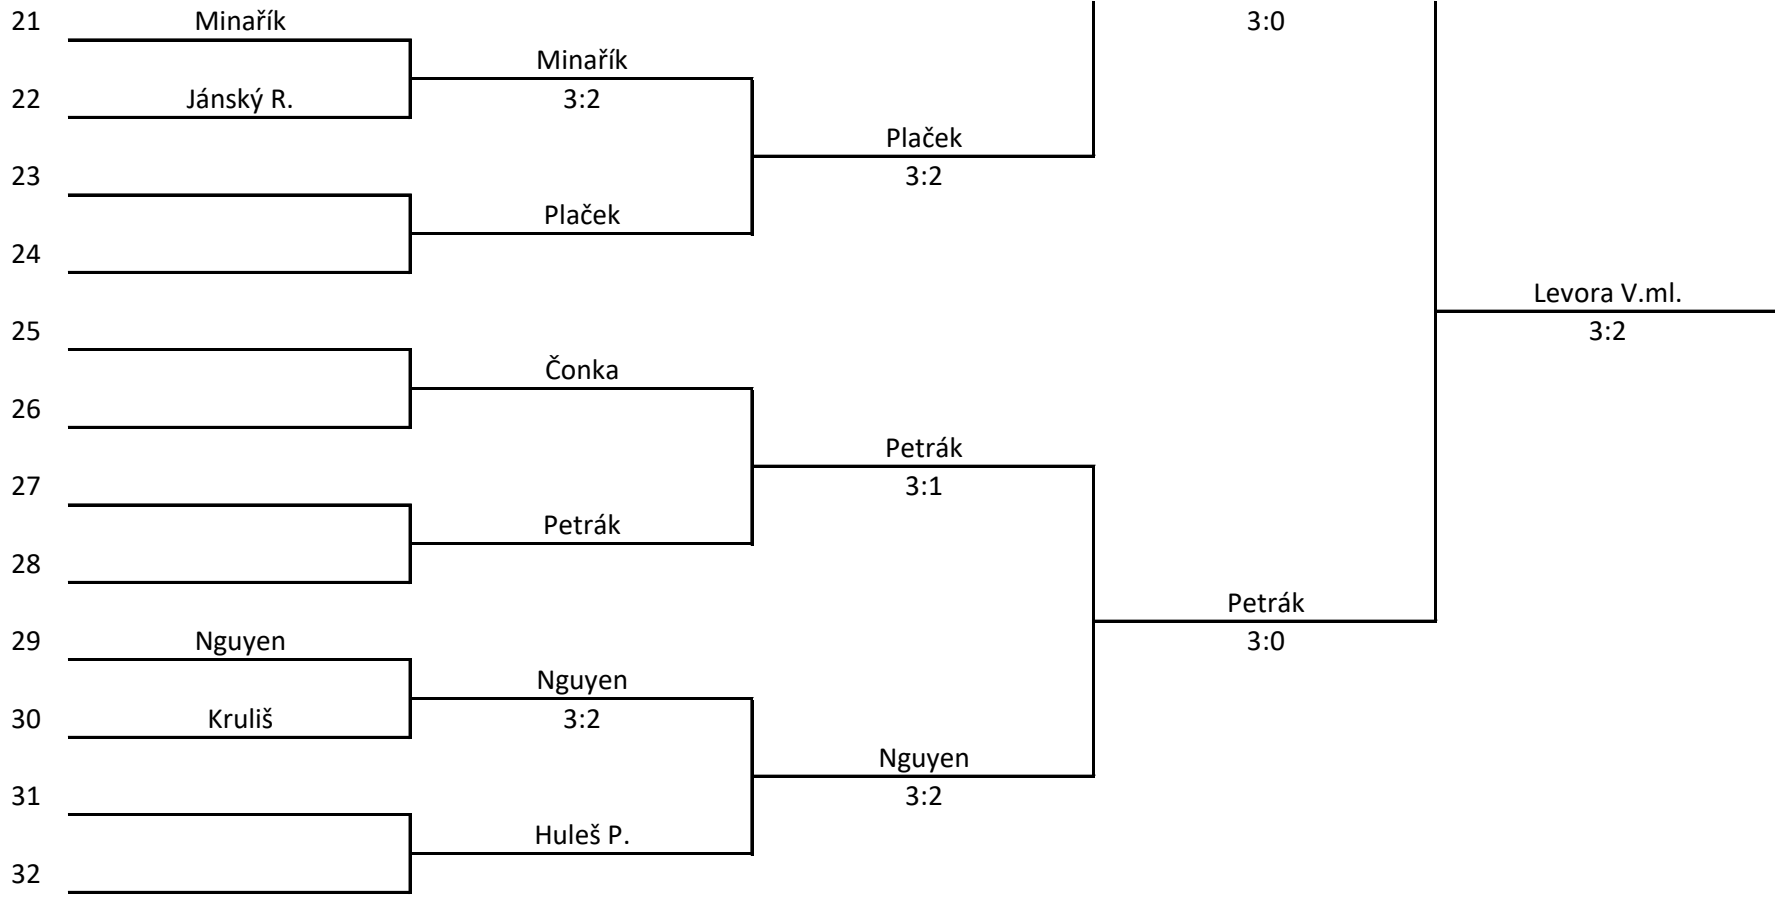 21 Minařík 3:0
Minařík
22 Jánský R. 3:2
Plaček
23 3:2
Plaček
24
Levora V.ml.
25 3:2
Čonka
26
Petrák
27 3:1
Petrák
28
Petrák
29 Nguyen 3:0
Nguyen
30 Kruliš 3:2
Nguyen
31 3:2
Huleš P.
32